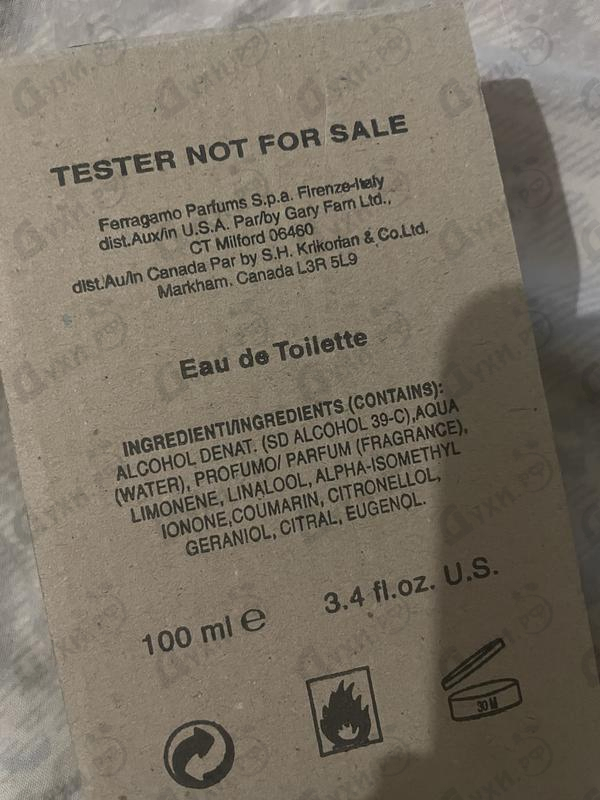 TESTER NOT FOR SALE
Ferragamo Parfums S.p.a. Firenze-Italy
dist.Aux/in U.S.A. Par/by Gary Farn Ltd.,
CT Milford 06460
dist.Au/in Canada Par by S.H. Krikorian & Co.Ltd.
Markham. Canada L3R 5L9
Eau de Toilette
INGREDIENTI/INGREDIENTS (CONTAINS):
ALCOHOL DENAT. (SD ALCOHOL 39-C),AQUA
(WATER), PROFUMO/ PARFUM (FRAGRANCE),
LIMONENE, LINALOOL, ALPHA-ISOMETHYL
IONONE,COUMARIN, CITRONELLOL,
GERANIOL, CITRAL, EUGENOL.
100 ml e 3.4 fl.oz. U.S.
30 M
Духи.рф